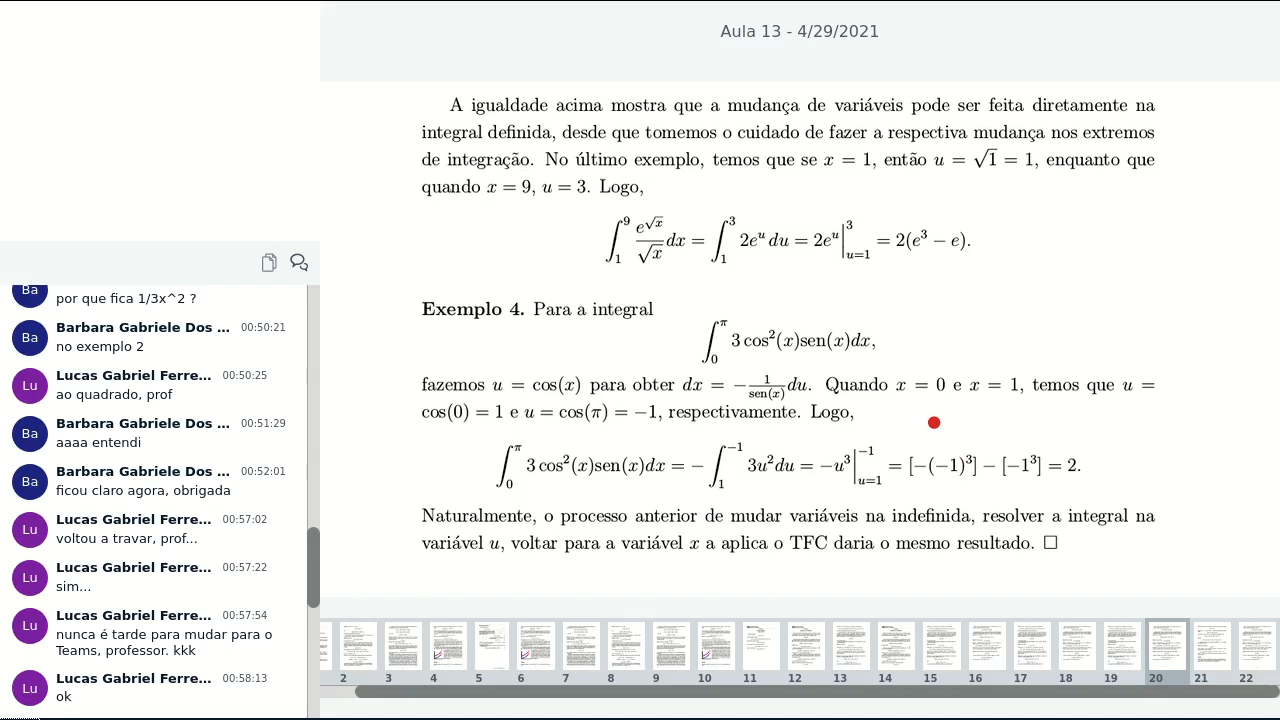 Aula 13 - 4/29/2021
Ba
por que fica 1/3x^2 ?
Ba
Barbara Gabriele Dos ... 00:50:21
no exemplo 2
Lu
Lucas Gabriel Ferre... 00:50:25
ao quadrado, prof
Ba
Barbara Gabriele Dos ... 00:51:29
aaaa entendi
Ba
Barbara Gabriele Dos ... 00:52:01
ficou claro agora, obrigada
Lu
Lucas Gabriel Ferre... 00:57:02
voltou a travar, prof...
Lu
Lucas Gabriel Ferre... 00:57:22
sim...
Lu
Lucas Gabriel Ferre... 00:57:54
nunca é tarde para mudar para o
Teams, professor. kkk
Lu
Lucas Gabriel Ferre... 00:58:13
ok
A igualdade acima mostra que a mudança de variáveis pode ser feita diretamente na
integral definida, desde que tomemos o cuidado de fazer a respectiva mudança nos extremos
de integração. No último exemplo, temos que se x = 1, então u = √1 = 1, enquanto que
quando x = 9, u = 3. Logo,
∫₁⁹ e^√x/√x dx = ∫₁³ 2e^u du = 2e^u |³_{u=1} = 2(e³ − e).
Exemplo 4. Para a integral
∫₀^π 3 cos²(x)sen(x)dx,
fazemos u = cos(x) para obter dx = −1/sen(x) du. Quando x = 0 e x = 1, temos que u =
cos(0) = 1 e u = cos(π) = −1, respectivamente. Logo,
∫₀^π 3 cos²(x)sen(x)dx = − ∫₁^{−1} 3u²du = −u³ |^{−1}_{u=1} = [−(−1)³] − [−1³] = 2.
Naturalmente, o processo anterior de mudar variáveis na indefinida, resolver a integral na
variável u, voltar para a variável x a aplica o TFC daria o mesmo resultado. □
2 3 4 5 6 7 8 9 10 11 12 13 14 15 16 17 18 19 20 21 22